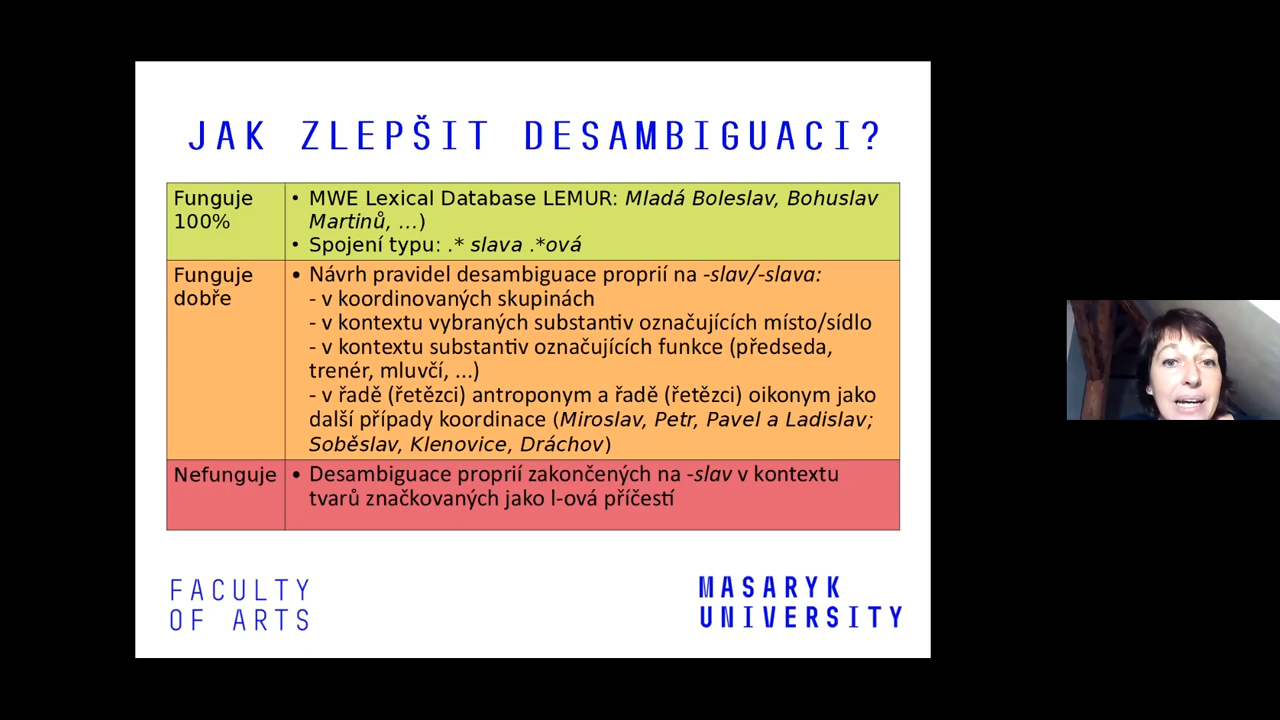 JAK ZLEPŠIT DESAMBIGUACI?
Funguje
100%
• MWE Lexical Database LEMUR: Mladá Boleslav, Bohuslav
Martinů, ...)
• Spojení typu: .* slava .*ová
Funguje
dobře
• Návrh pravidel desambiguace proprií na -slav/-slava:
- v koordinovaných skupinách
- v kontextu vybraných substantiv označujících místo/sídlo
- v kontextu substantiv označujících funkce (předseda,
trenér, mluvčí, ...)
- v řadě (řetězci) antroponym a řadě (řetězci) oikonym jako
další případy koordinace (Miroslav, Petr, Pavel a Ladislav;
Soběslav, Klenovice, Dráchov)
Nefunguje
• Desambiguace proprií zakončených na -slav v kontextu
tvarů značkovaných jako l-ová příčestí
FACULTY
OF ARTS
MASARYK
UNIVERSITY